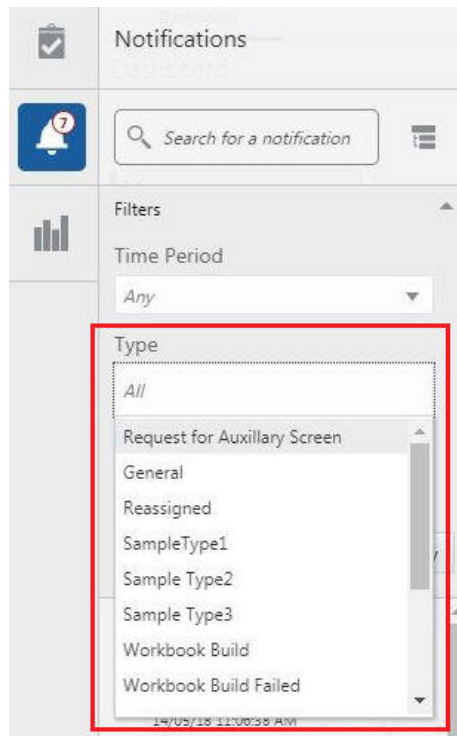 Notifications
7
Search for a notification
Filters
Time Period
Any
Type
All
Request for Auxillary Screen
General
Reassigned
SampleType1
Sample Type2
Sample Type3
Workbook Build
Workbook Build Failed
14/05/18 11:06:38 AM